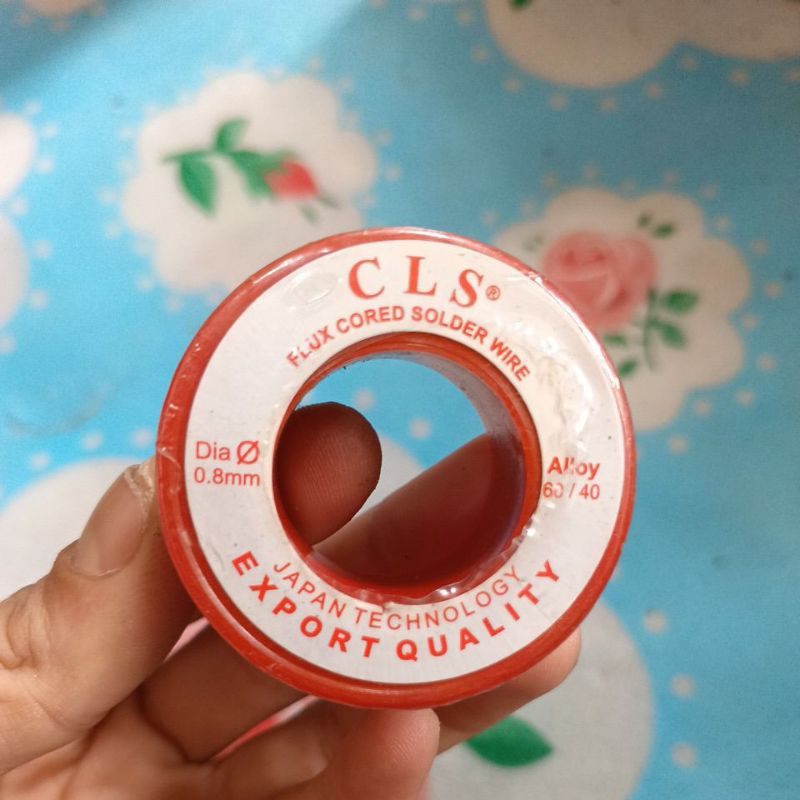 CLS®
FLUX CORED SOLDER WIRE
Dia Ø
0.8mm
Alloy
60/40
JAPAN TECHNOLOGY
EXPORT QUALITY